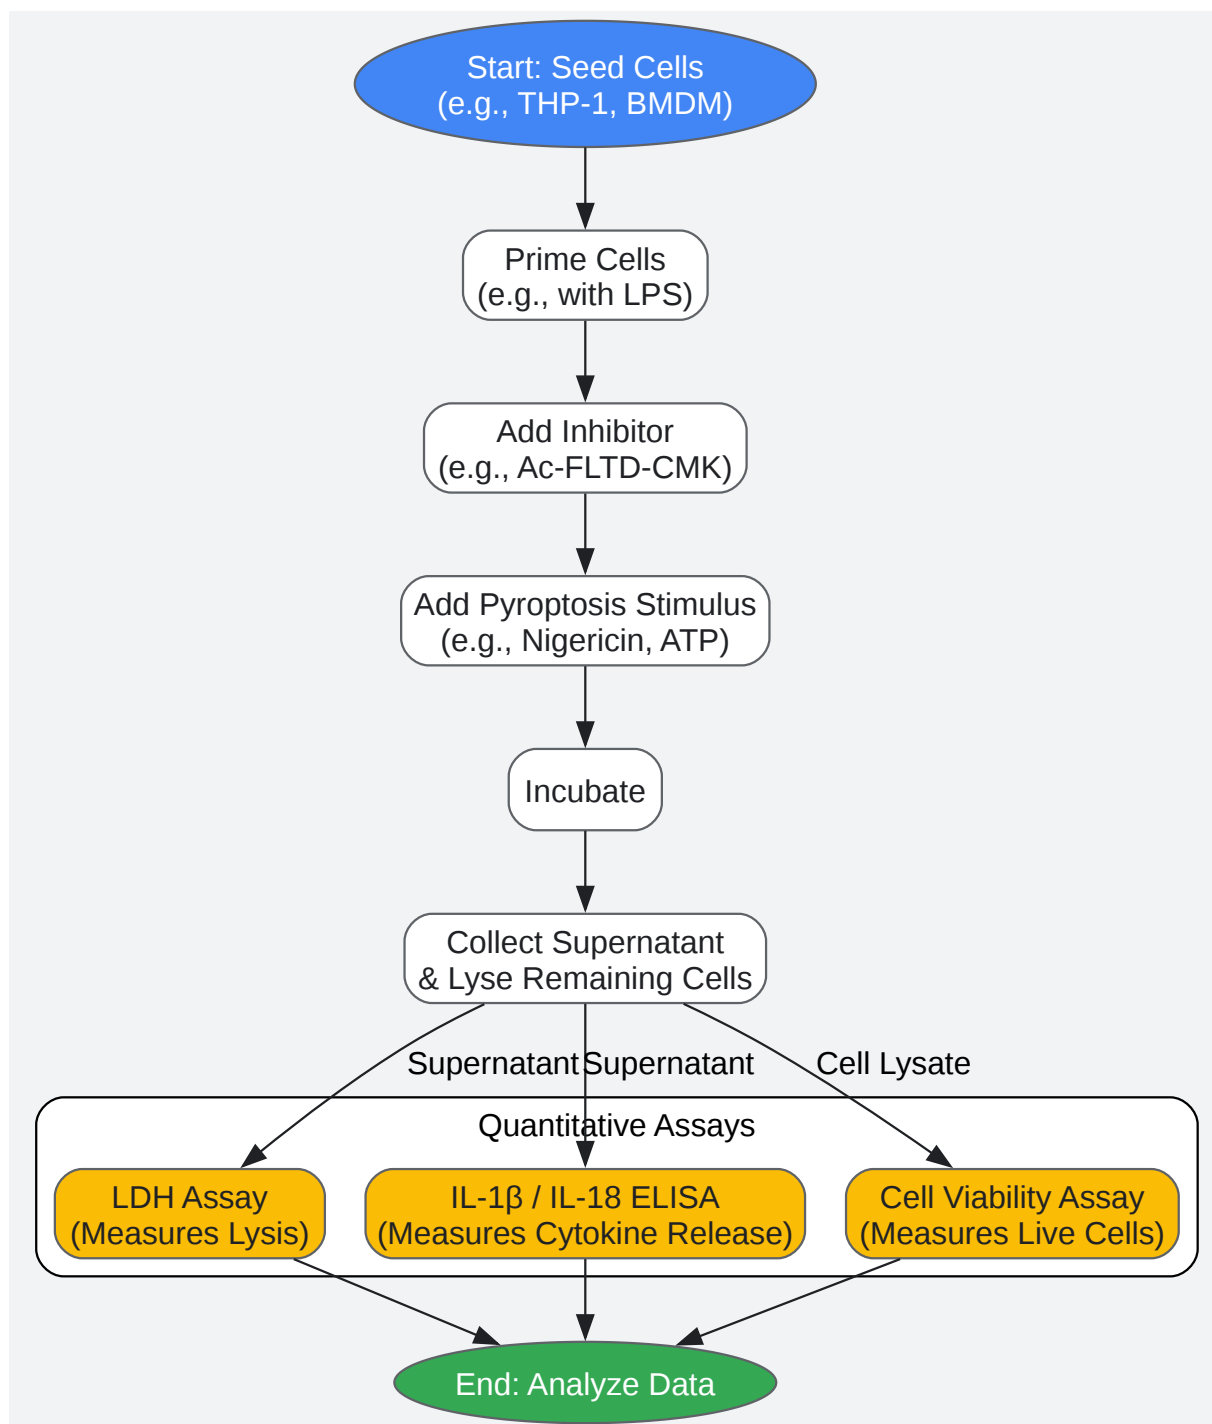 Start: Seed Cells
(e.g., THP-1, BMDM)
Prime Cells
(e.g., with LPS)
Add Inhibitor
(e.g., Ac-FLTD-CMK)
Add Pyroptosis Stimulus
(e.g., Nigericin, ATP)
Incubate
Collect Supernatant
& Lyse Remaining Cells
Supernatant
Supernatant
Cell Lysate
Quantitative Assays
LDH Assay
(Measures Lysis)
IL-1β / IL-18 ELISA
(Measures Cytokine Release)
Cell Viability Assay
(Measures Live Cells)
End: Analyze Data